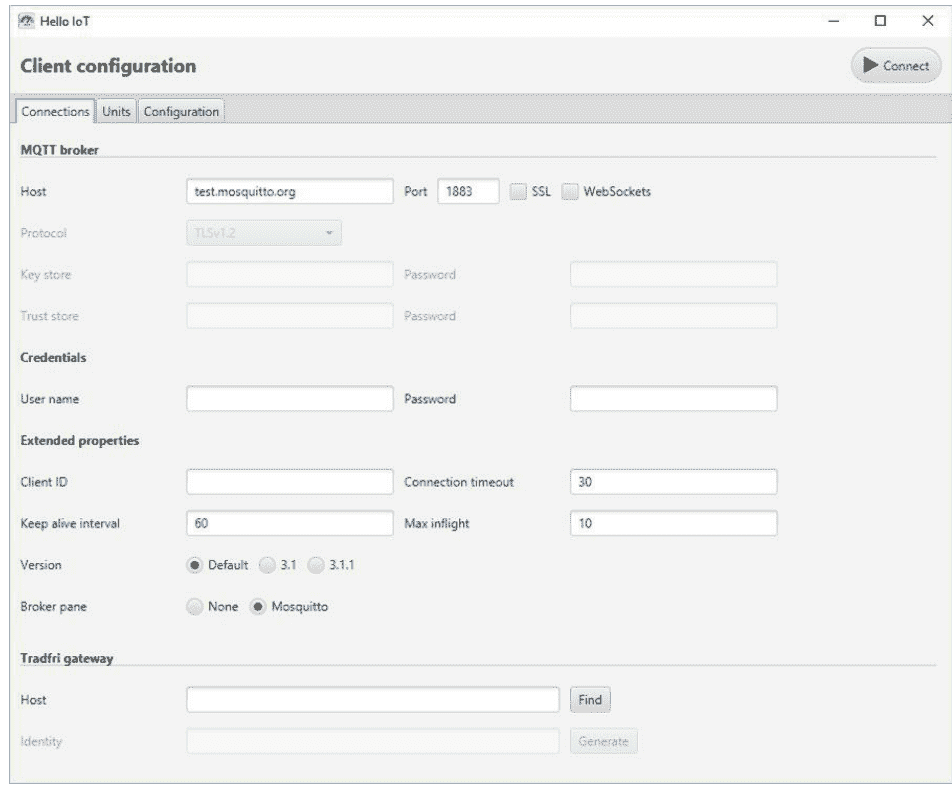 Hello IoT
Client configuration
Connect
Connections Units Configuration
MQTT broker
Host test.mosquitto.org Port 1883 SSL WebSockets
Protocol TLSv1.2
Key store Password
Trust store Password
Credentials
User name Password
Extended properties
Client ID Connection timeout 30
Keep alive interval 60 Max inflight 10
Version Default 3.1 3.1.1
Broker pane None Mosquitto
Tradfri gateway
Host Find
Identity Generate